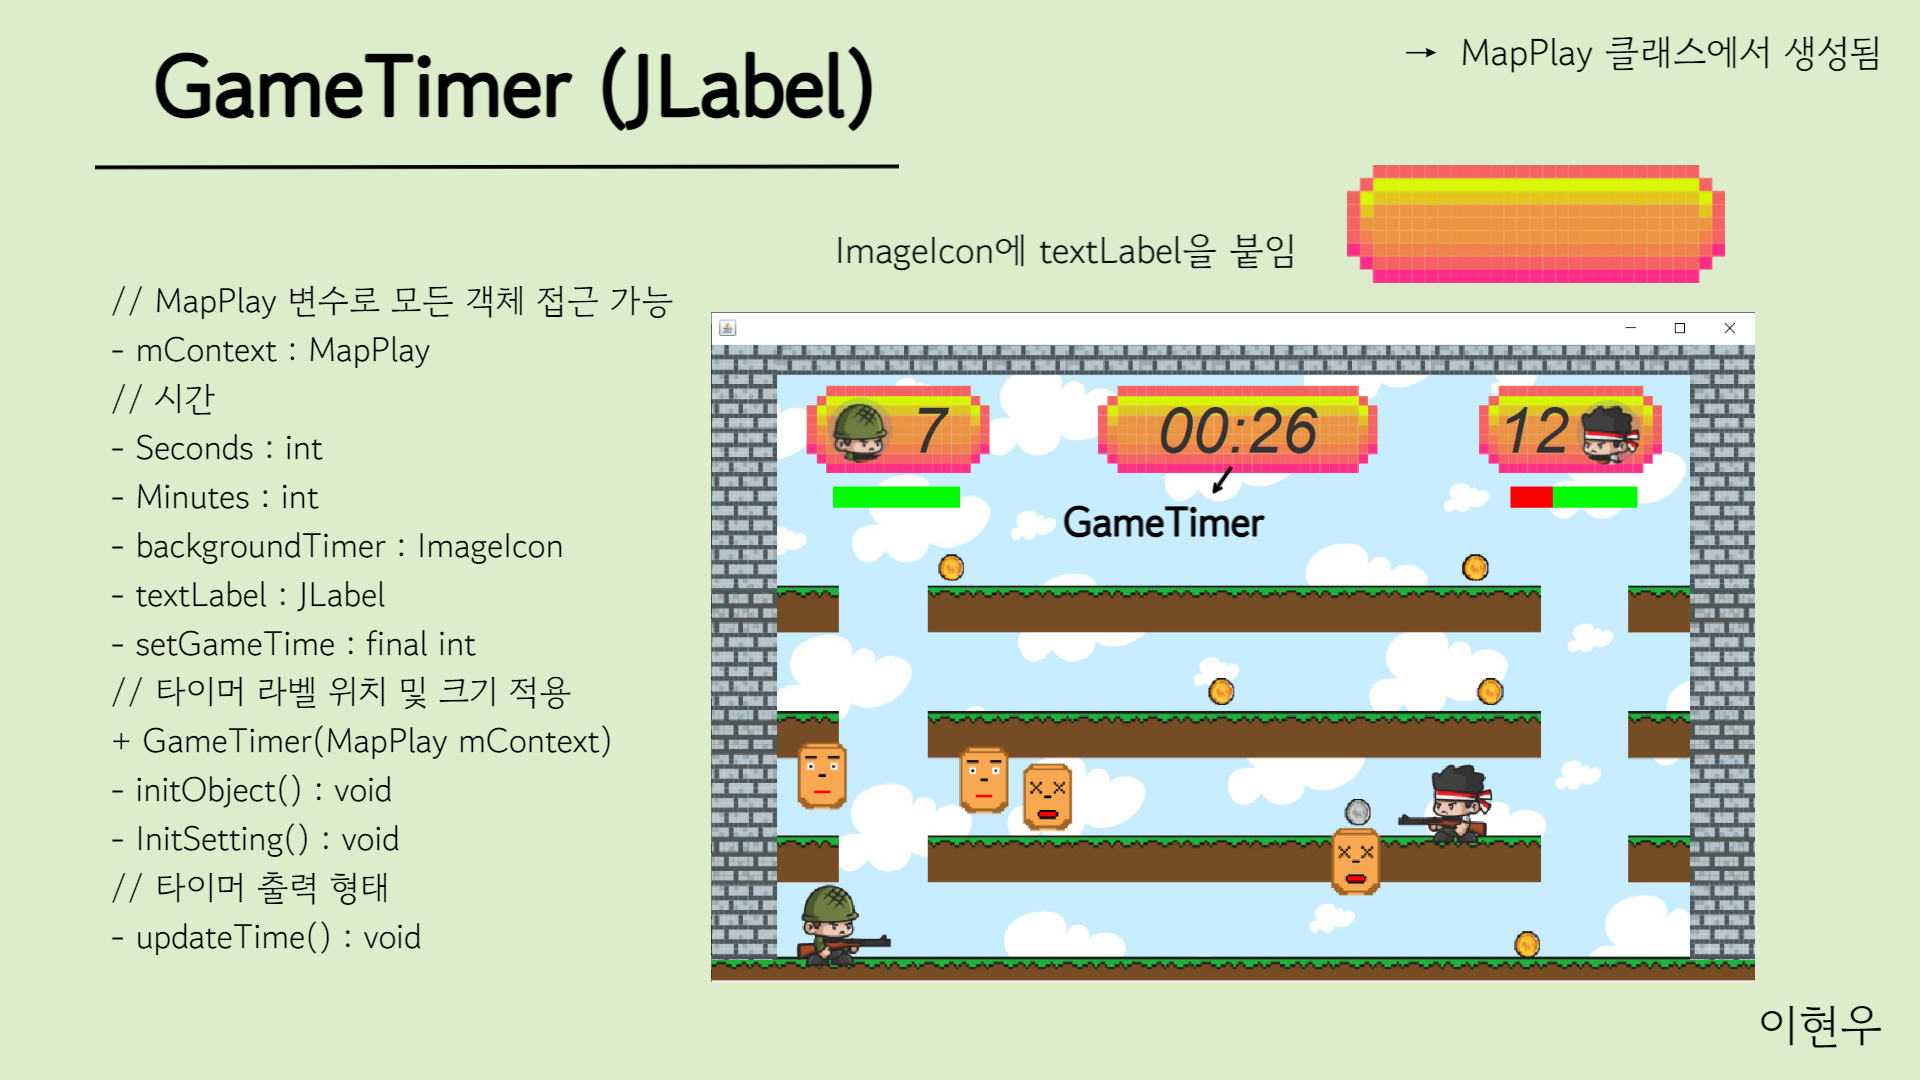 GameTimer (JLabel)
→ MapPlay 클래스에서 생성됨
ImageIcon에 textLabel을 붙임
// MapPlay 변수로 모든 객체 접근 가능
- mContext : MapPlay
// 시간
- Seconds : int
- Minutes : int
- backgroundTimer : ImageIcon
- textLabel : JLabel
- setGameTime : final int
// 타이머 라벨 위치 및 크기 적용
+ GameTimer(MapPlay mContext)
- initObject() : void
- InitSetting() : void
// 타이머 출력 형태
- updateTime() : void
7
00:26
12
GameTimer
이현우